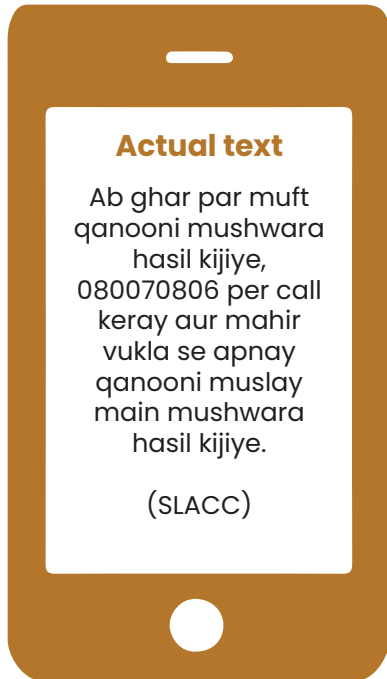 Actual text
Ab ghar par muft
qanooni mushwara
hasil kijiye,
080070806 per call
keray aur mahir
vukla se apnay
qanooni muslay
main mushwara
hasil kijiye.
(SLACC)